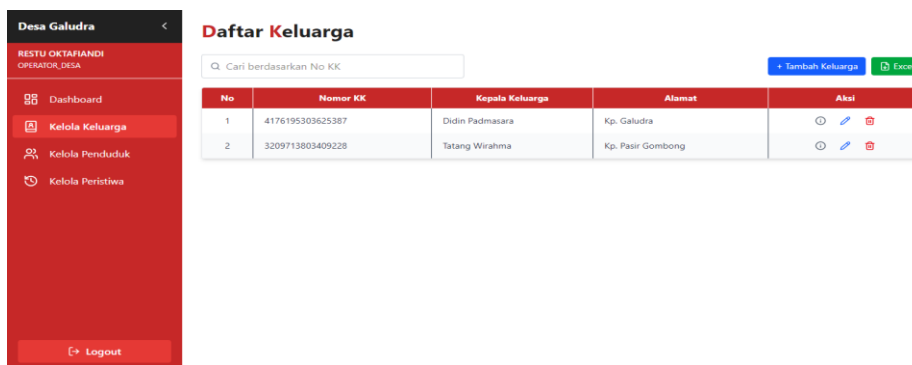 Desa Galudra <
RESTU OKTAFIANDI
OPERATOR_DESA
Dashboard
Kelola Keluarga
Kelola Penduduk
Kelola Peristiwa
Logout
Daftar Keluarga
Cari berdasarkan No KK
+ Tambah Keluarga
Exce
No Nomor KK Kepala Keluarga Alamat Aksi
1 4176195303625387 Didin Padmasara Kp. Galudra
2 3209713803409228 Tatang Wirahma Kp. Pasir Gombong